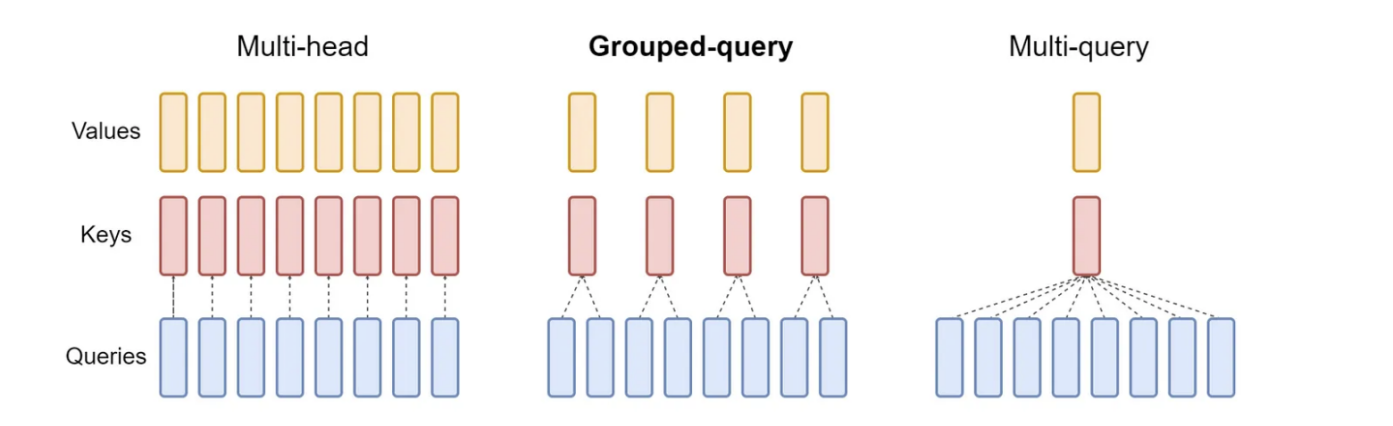 Multi-head
Grouped-query
Multi-query
Values
Keys
Queries